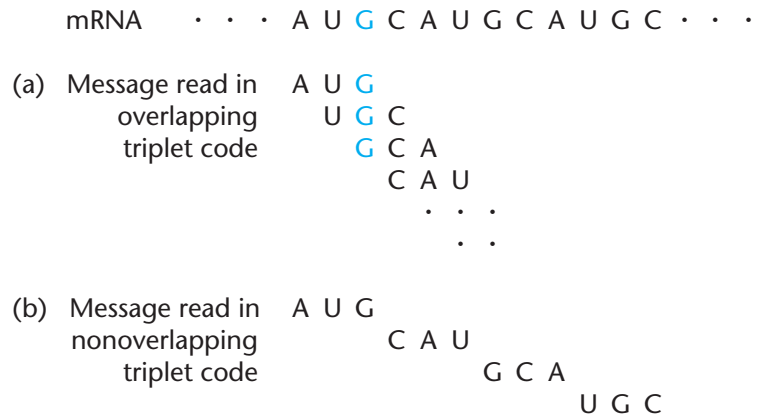 mRNA · · · A U G C A U G C A U G C · · ·
(a) Message read in A U G
overlapping U G C
triplet code G C A
C A U
· · ·
· ·
(b) Message read in A U G
nonoverlapping C A U
triplet code G C A
U G C